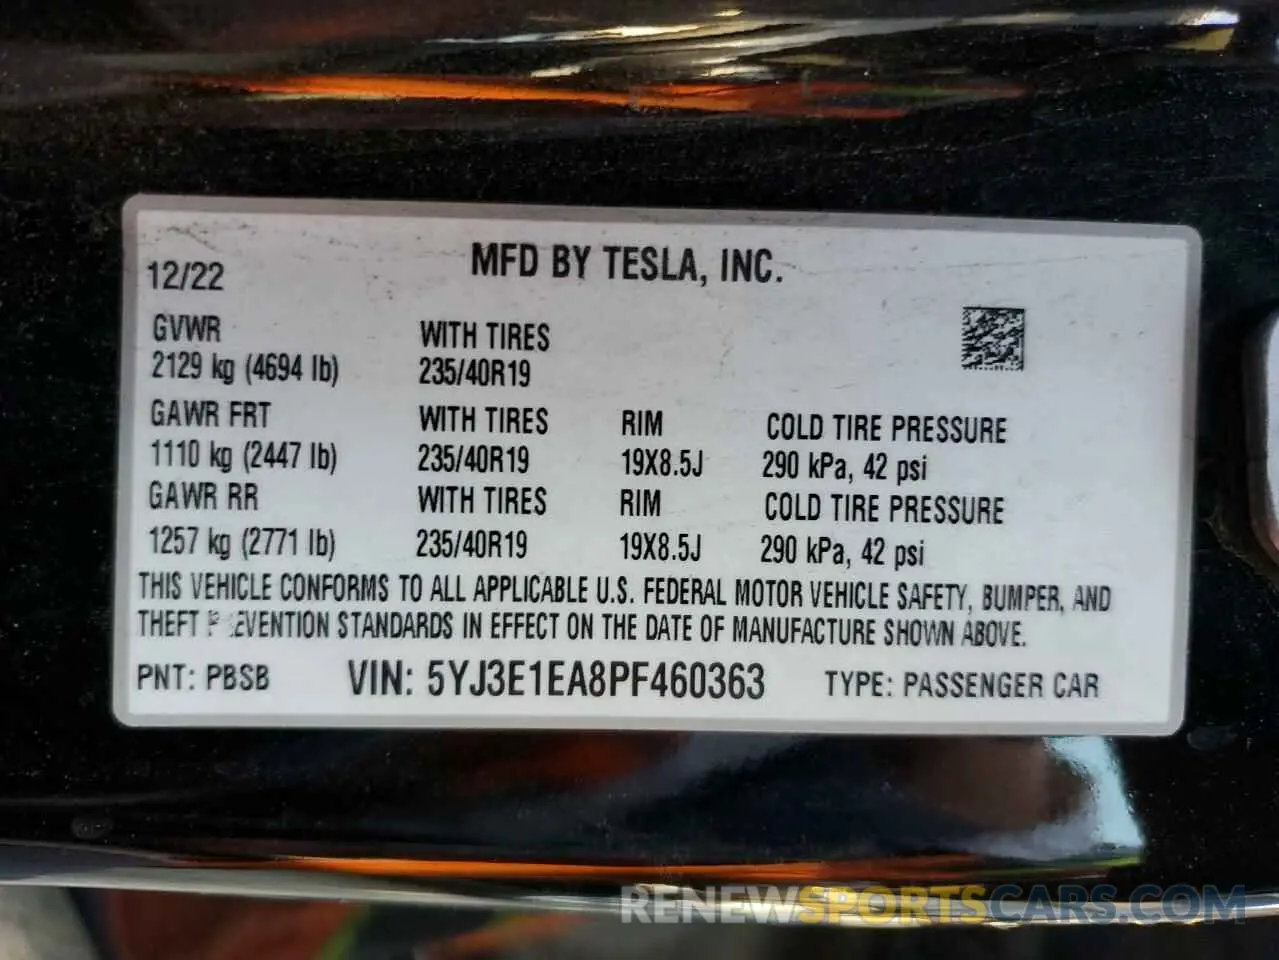 MFD BY TESLA, INC.
12/22
GVWR WITH TIRES
2129 kg (4694 lb) 235/40R19
GAWR FRT WITH TIRES RIM COLD TIRE PRESSURE
1110 kg (2447 lb) 235/40R19 19X8.5J 290 kPa, 42 psi
GAWR RR WITH TIRES RIM COLD TIRE PRESSURE
1257 kg (2771 lb) 235/40R19 19X8.5J 290 kPa, 42 psi
THIS VEHICLE CONFORMS TO ALL APPLICABLE U.S. FEDERAL MOTOR VEHICLE SAFETY, BUMPER, AND
THEFT PREVENTION STANDARDS IN EFFECT ON THE DATE OF MANUFACTURE SHOWN ABOVE.
PNT: PBSB VIN: 5YJ3E1EA8PF460363 TYPE: PASSENGER CAR
RENEWSPORTSCARS.COM